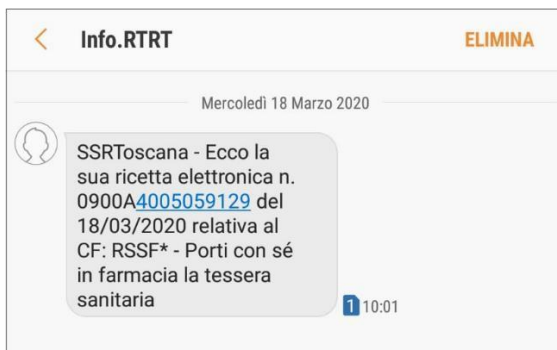 Info.RTRT
ELIMINA
Mercoledì 18 Marzo 2020
SSRToscana - Ecco la
sua ricetta elettronica n.
0900A4005059129 del
18/03/2020 relativa al
CF: RSSF* - Porti con sé
in farmacia la tessera
sanitaria
1 10:01